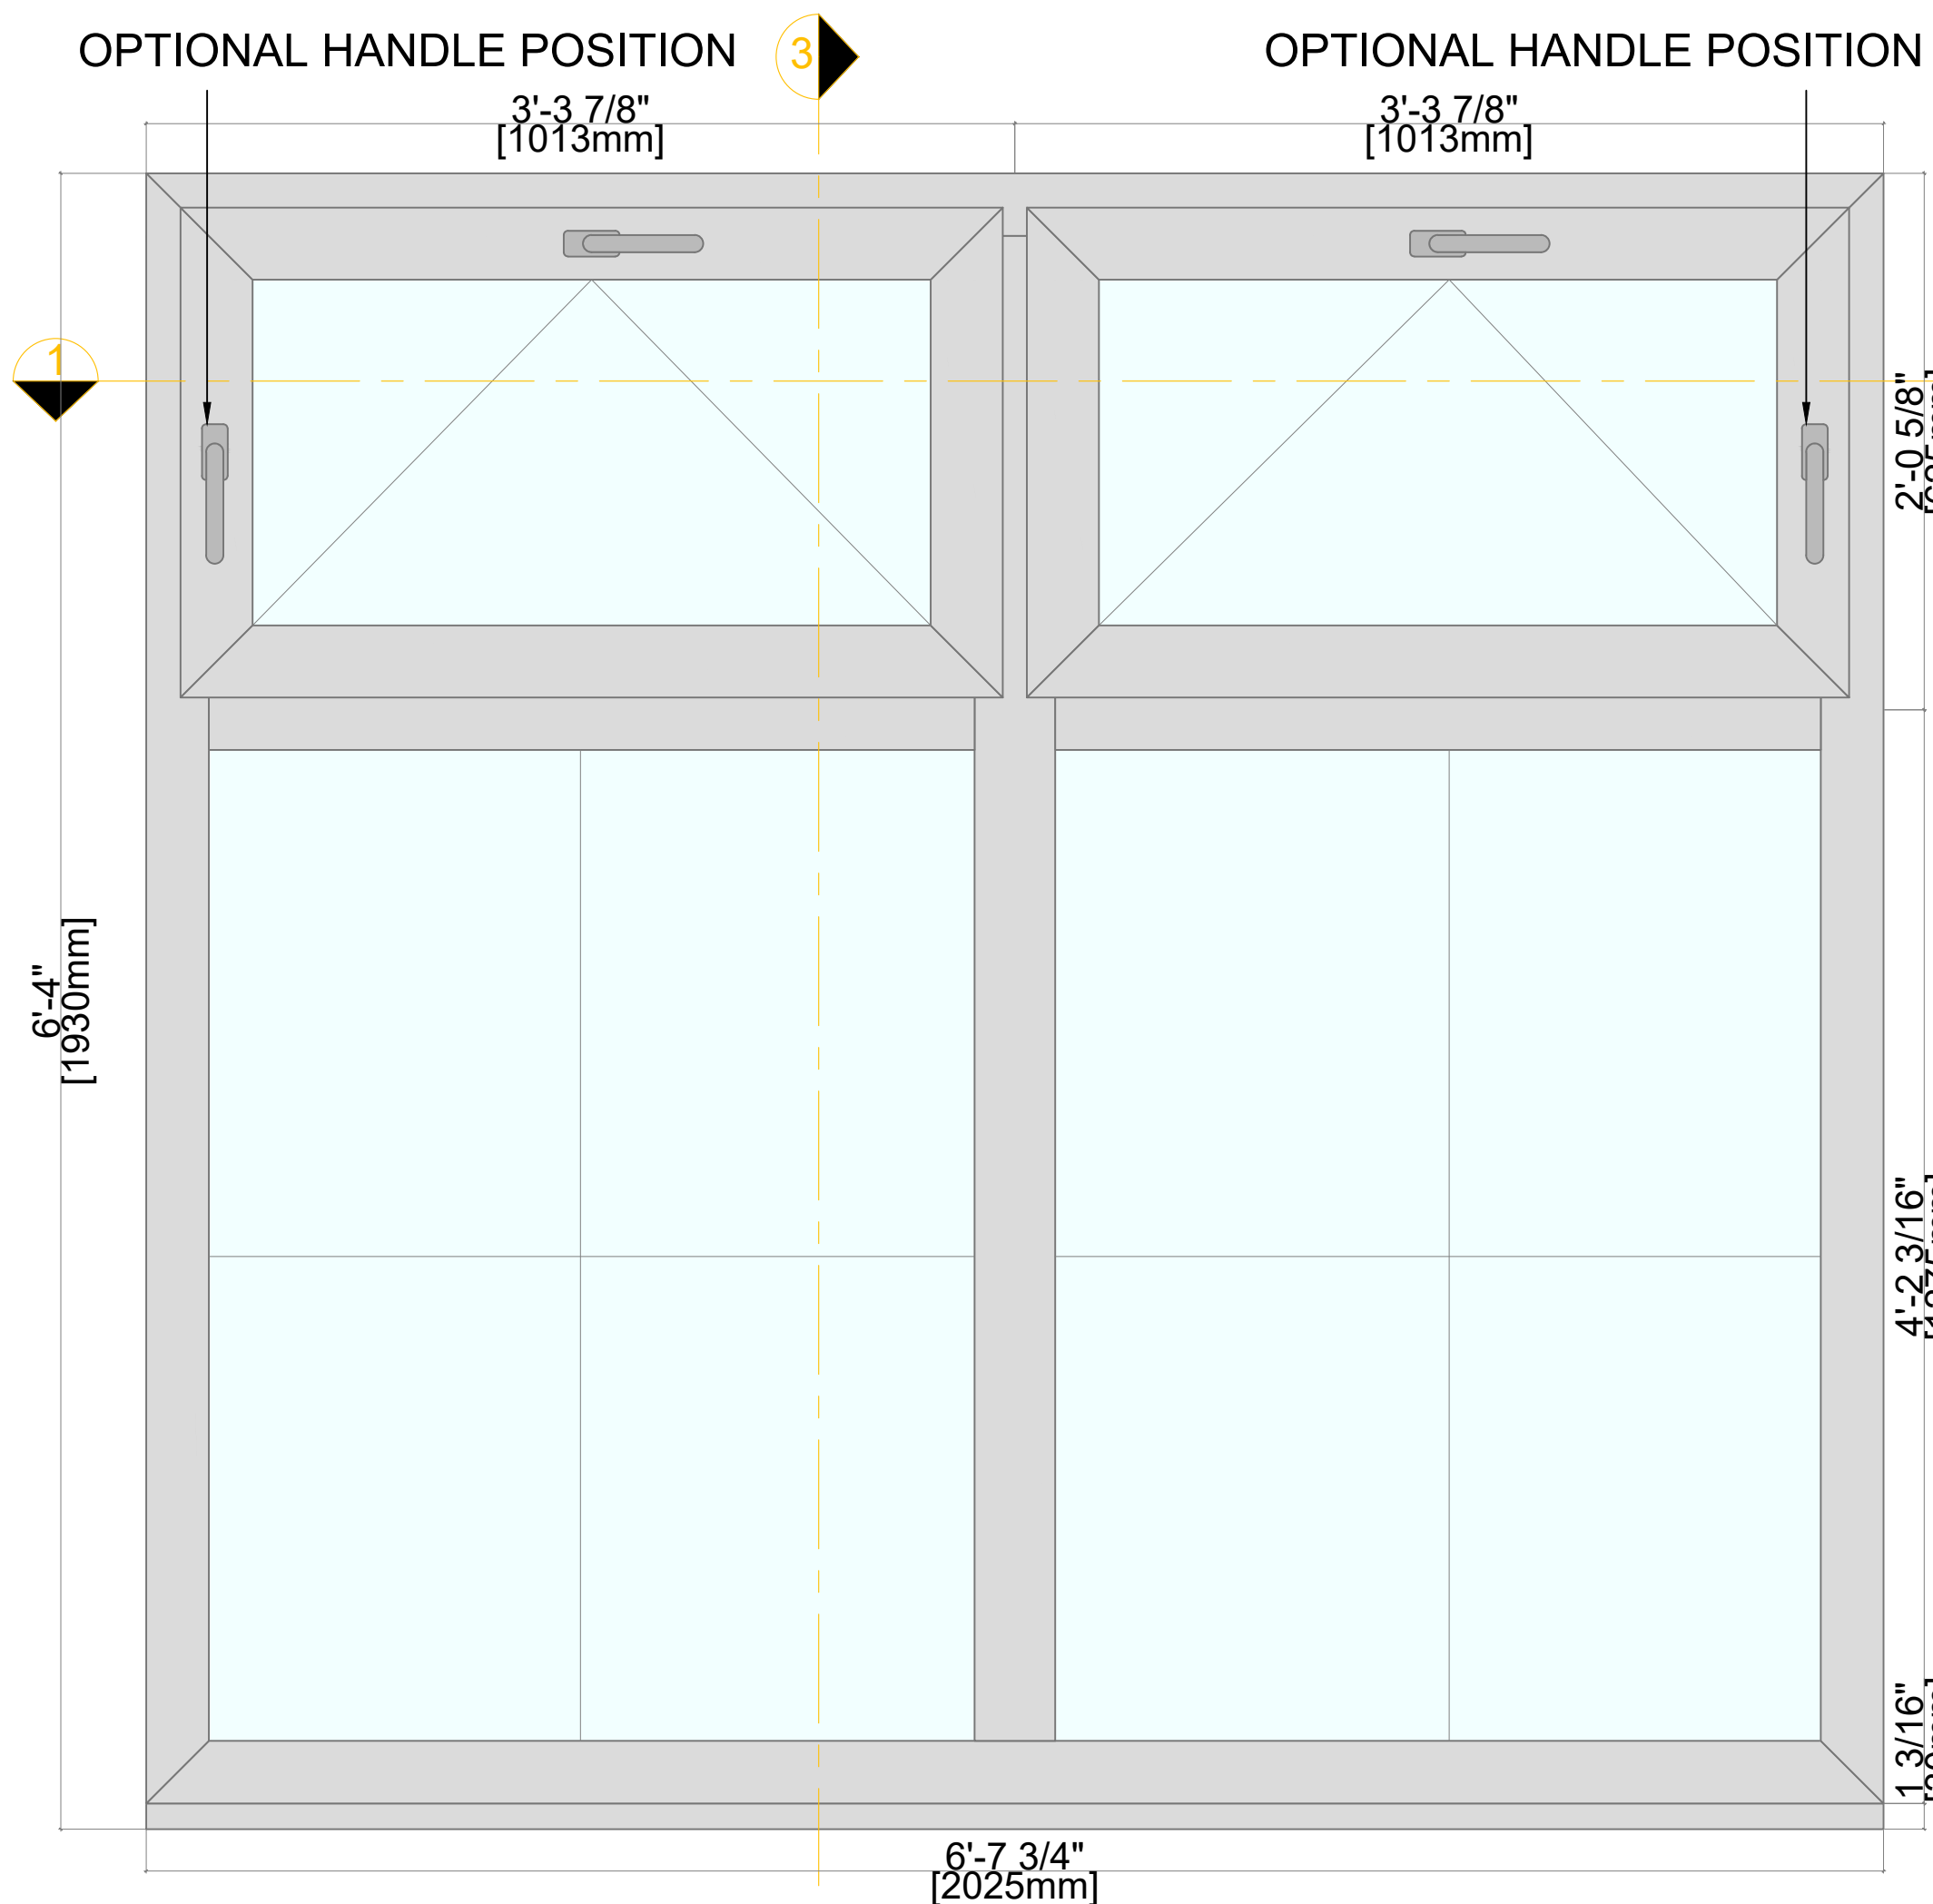 OPTIONAL HANDLE POSITION
3
OPTIONAL HANDLE POSITION
3'-3 7/8"
[1013mm]
3'-3 7/8"
[1013mm]
1
2'-0 5/8"
6'-4"
[1930mm]
4'-2 3/16"
1 3/16"
6'-7 3/4"
[2025mm]